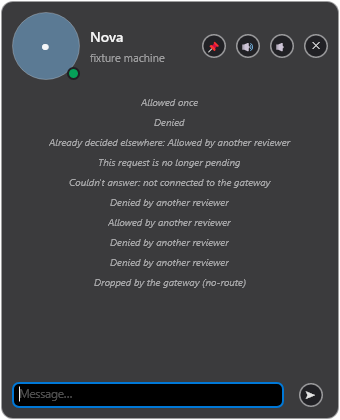 Nova
fixture machine
Allowed once
Denied
Already decided elsewhere: Allowed by another reviewer
This request is no longer pending
Couldn't answer: not connected to the gateway
Denied by another reviewer
Allowed by another reviewer
Denied by another reviewer
Denied by another reviewer
Dropped by the gateway (no-route)
Message...